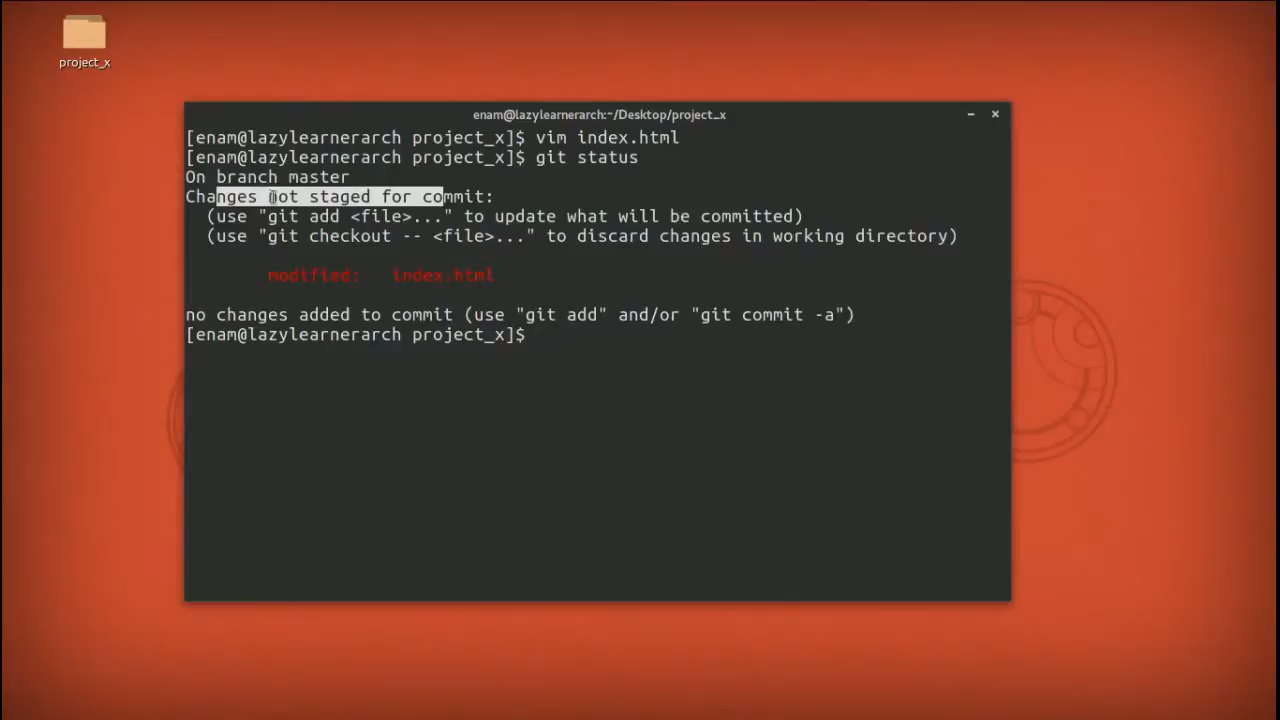 project_x
enam@lazylearnerarch:~/Desktop/project_x
[enam@lazylearnerarch project_x]$ vim index.html
[enam@lazylearnerarch project_x]$ git status
On branch master
Changes not staged for commit:
(use "git add <file>..." to update what will be committed)
(use "git checkout -- <file>..." to discard changes in working directory)
modified: index.html
no changes added to commit (use "git add" and/or "git commit -a")
[enam@lazylearnerarch project_x]$